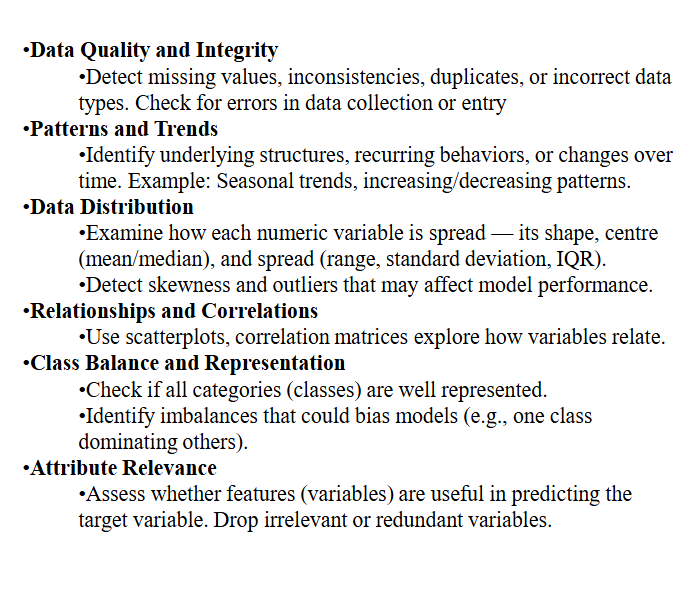 •Data Quality and Integrity
•Detect missing values, inconsistencies, duplicates, or incorrect data
types. Check for errors in data collection or entry
•Patterns and Trends
•Identify underlying structures, recurring behaviors, or changes over
time. Example: Seasonal trends, increasing/decreasing patterns.
•Data Distribution
•Examine how each numeric variable is spread — its shape, centre
(mean/median), and spread (range, standard deviation, IQR).
•Detect skewness and outliers that may affect model performance.
•Relationships and Correlations
•Use scatterplots, correlation matrices explore how variables relate.
•Class Balance and Representation
•Check if all categories (classes) are well represented.
•Identify imbalances that could bias models (e.g., one class
dominating others).
•Attribute Relevance
•Assess whether features (variables) are useful in predicting the
target variable. Drop irrelevant or redundant variables.